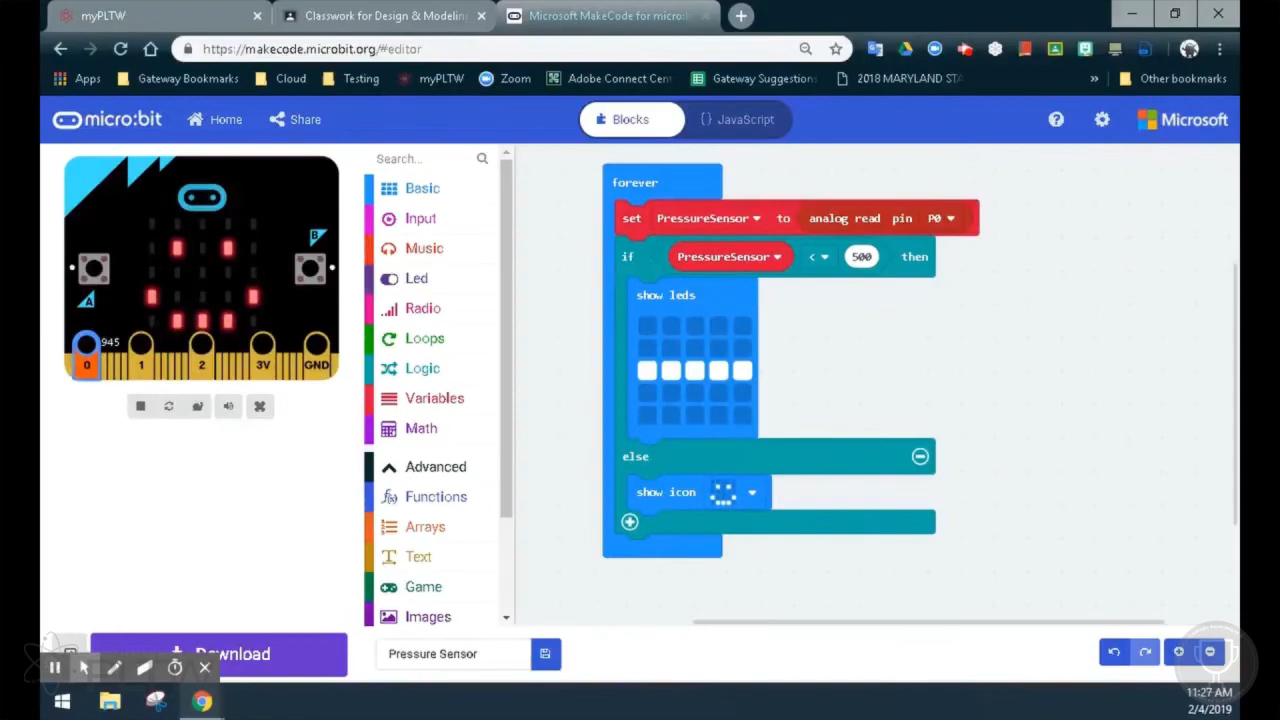 myPLTW
Classwork for Design & Modeling
Microsoft MakeCode for micro:bi
https://makecode.microbit.org/#editor
Apps
Gateway Bookmarks
Cloud
Testing
myPLTW
Zoom
Adobe Connect Cent
Gateway Suggestions
2018 MARYLAND STA
»
Other bookmarks
micro:bit
Home
Share
Blocks
{} JavaScript
Microsoft
A
B
945
0
1
2
3V
GND
Search...
Basic
Input
Music
Led
Radio
Loops
Logic
Variables
Math
Advanced
Functions
Arrays
Text
Game
Images
forever
set PressureSensor to analog read pin P0
if PressureSensor < 500 then
show leds
else
show icon
Download
Pressure Sensor
11:27 AM
2/4/2019